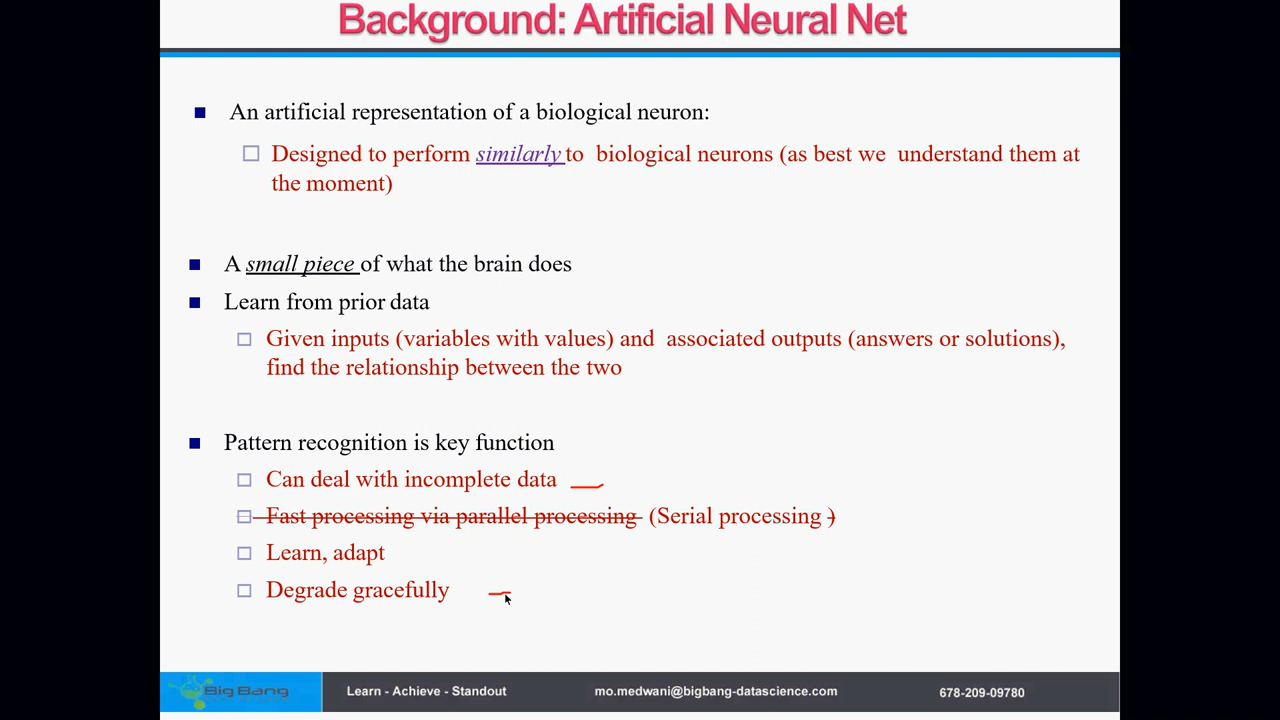 Background: Artificial Neural Net
An artificial representation of a biological neuron:
Designed to perform similarly to biological neurons (as best we understand them at
the moment)
A small piece of what the brain does
Learn from prior data
Given inputs (variables with values) and associated outputs (answers or solutions),
find the relationship between the two
Pattern recognition is key function
Can deal with incomplete data
Fast processing via parallel processing (Serial processing )
Learn, adapt
Degrade gracefully
Big Bang
Learn - Achieve - Standout
mo.medwani@bigbang-datascience.com
678-209-09780